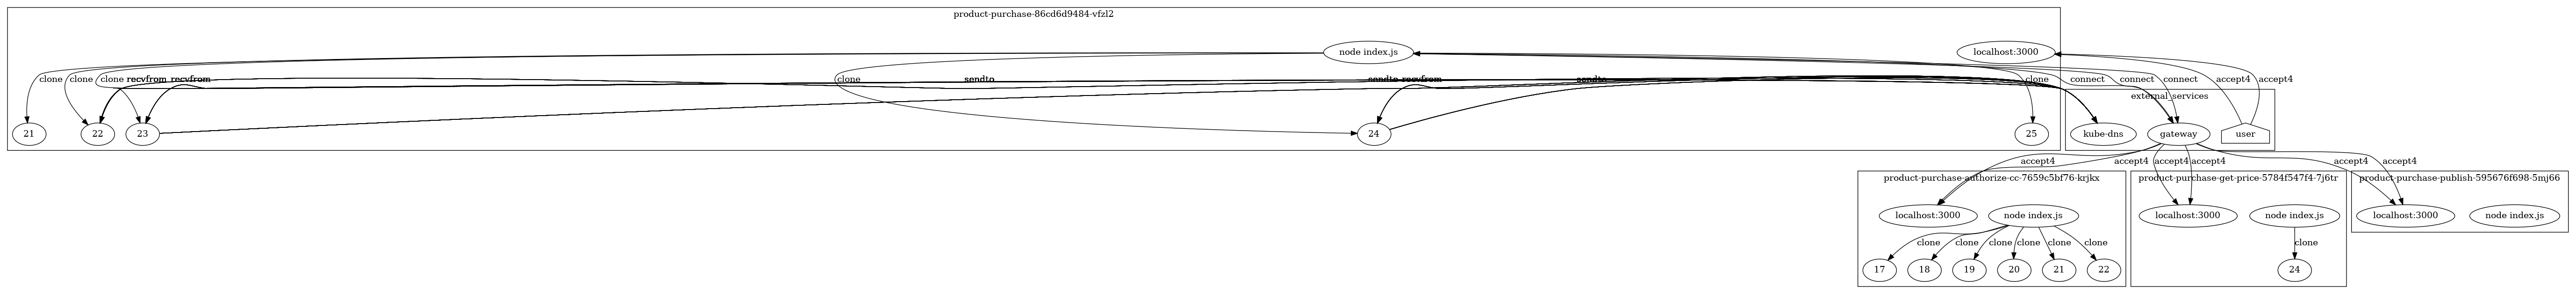 product-purchase-86cd6d9484-vfzl2
node index.js
localhost:3000
clone
clone
clone
recvfrom
recvfrom
clone
sendto
sendto
recvfrom
sendto
clone
connect
connect
connect
accept4
accept4
external_services
21
22
23
24
25
kube-dns
gateway
user
accept4
accept4
accept4
accept4
accept4
accept4
product-purchase-authorize-cc-7659c5bf76-krjkx
product-purchase-get-price-5784f547f4-7j6tr
product-purchase-publish-595676f698-5mj66
localhost:3000
node index.js
localhost:3000
node index.js
localhost:3000
node index.js
clone
clone
clone
clone
clone
clone
clone
17
18
19
20
21
22
24